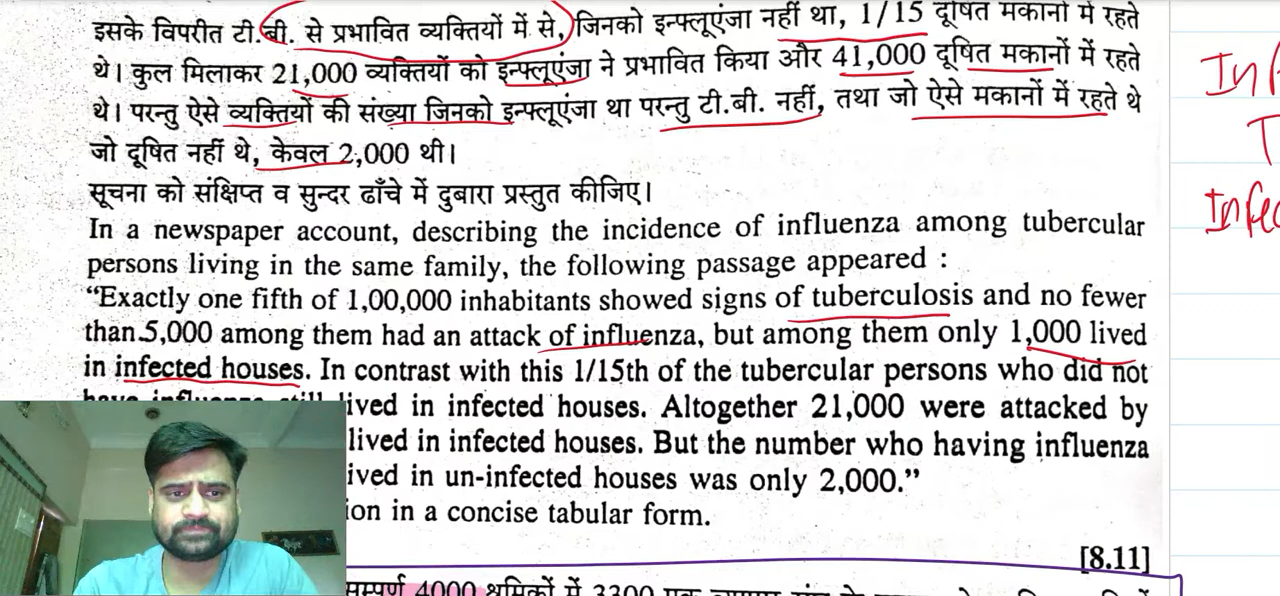 इसके विपरीत टी.बी. से प्रभावित व्यक्तियों में से, जिनको इन्फ्लूएंजा नहीं था, 1/15 दूषित मकानों में रहते
थे। कुल मिलाकर 21,000 व्यक्तियों को इन्फ्लूएंजा ने प्रभावित किया और 41,000 दूषित मकानों में रहते
थे। परन्तु ऐसे व्यक्तियों की संख्या जिनको इन्फ्लूएंजा था परन्तु टी.बी. नहीं, तथा जो ऐसे मकानों में रहते थे
जो दूषित नहीं थे, केवल 2,000 थी।
सूचना को संक्षिप्त व सुन्दर ढाँचे में दुबारा प्रस्तुत कीजिए।
In a newspaper account, describing the incidence of influenza among tubercular
persons living in the same family, the following passage appeared :
“Exactly one fifth of 1,00,000 inhabitants showed signs of tuberculosis and no fewer
than 5,000 among them had an attack of influenza, but among them only 1,000 lived
in infected houses. In contrast with this 1/15th of the tubercular persons who did not
lived in infected houses. Altogether 21,000 were attacked by
lived in infected houses. But the number who having influenza
in un-infected houses was only 2,000.”
in a concise tabular form.
[8.11]
सम्पूर्ण 4000 श्रमिकों में 3300 एक